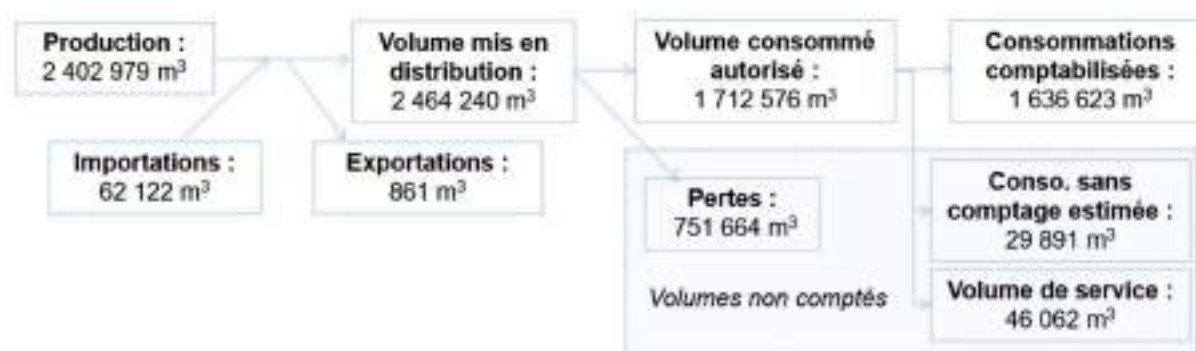 Production :
2 402 979 m³
Volume mis en
distribution :
2 464 240 m³
Volume consommé
autorisé :
1 712 576 m³
Consommations
comptabilisées :
1 636 623 m³
Importations :
62 122 m³
Exportations :
861 m³
Pertes :
751 664 m³
Conso. sans
comptage estimée :
29 891 m³
Volumes non comptés
Volume de service :
46 062 m³